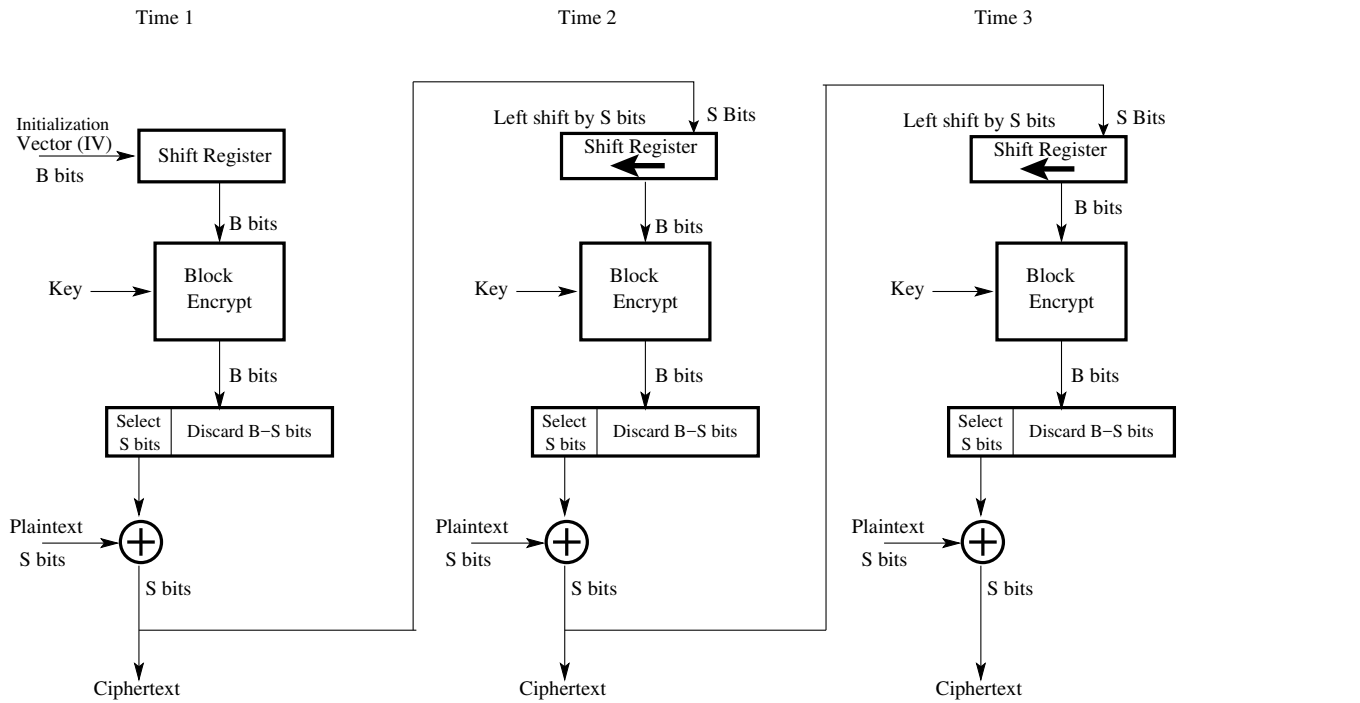 Time 1
Time 2
Time 3
Initialization
Vector (IV)
B bits
Shift Register
B bits
Key
Block
Encrypt
B bits
Select
S bits
Discard B−S bits
Plaintext
S bits
S bits
Ciphertext
Left shift by S bits
S Bits
Shift Register
B bits
Key
Block
Encrypt
B bits
Select
S bits
Discard B−S bits
Plaintext
S bits
S bits
Ciphertext
Left shift by S bits
S Bits
Shift Register
B bits
Key
Block
Encrypt
B bits
Select
S bits
Discard B−S bits
Plaintext
S bits
S bits
Ciphertext